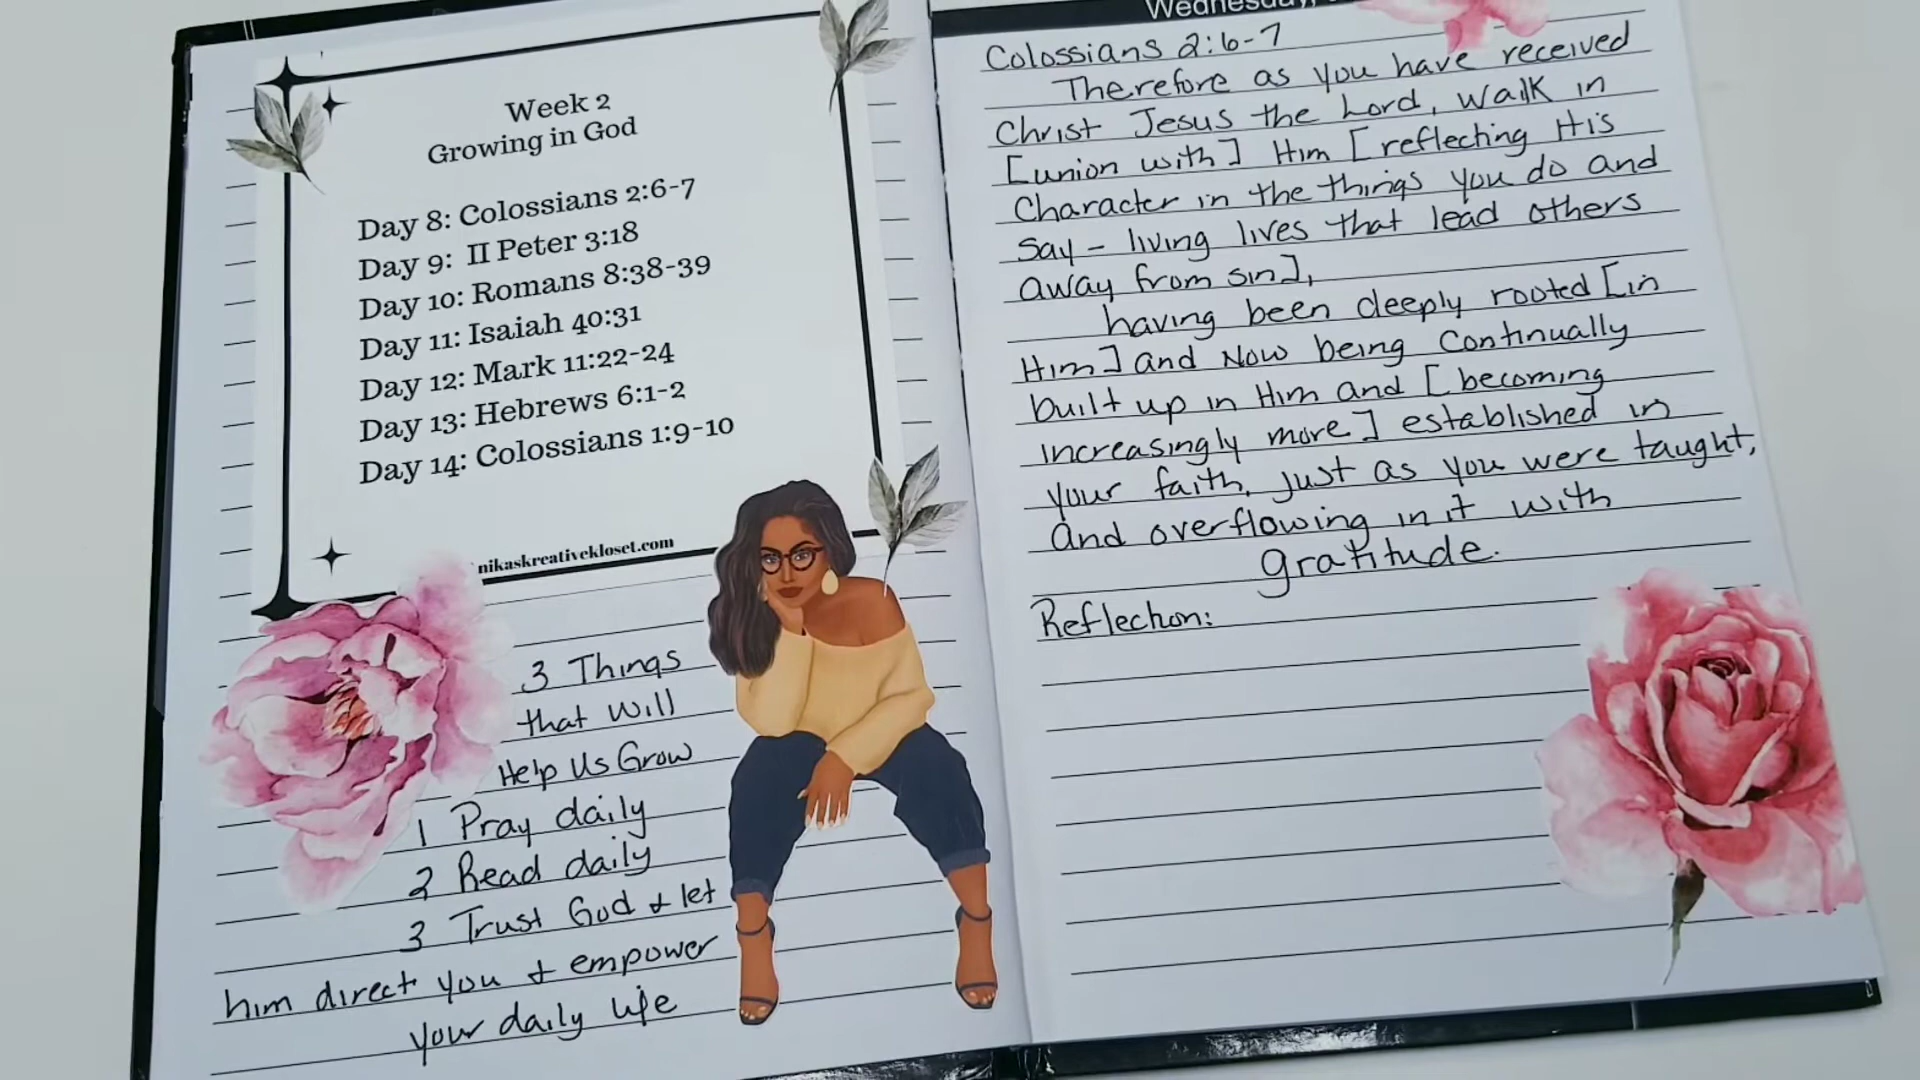 Week 2
Growing in God
Day 8: Colossians 2:6-7
Day 9: II Peter 3:18
Day 10: Romans 8:38-39
Day 11: Isaiah 40:31
Day 12: Mark 11:22-24
Day 13: Hebrews 6:1-2
Day 14: Colossians 1:9-10
nikaskreativekloset.com
3 Things
that will
Help Us Grow
1 Pray daily
2 Read daily
3 Trust God & let
him direct you & empower
your daily life
Wednesday,
Colossians 2:6-7
Therefore as you have received
Christ Jesus the Lord, walk in
[union with] Him [reflecting His
Character in the things you do and
Say - living lives that lead others
away from sin],
having been deeply rooted [in
Him] and now being continually
built up in Him and [becoming
increasingly more] established in
your faith, just as you were taught,
and overflowing in it with
gratitude.
Reflection: